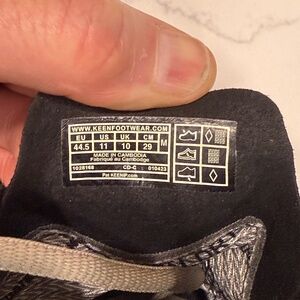 WWW.KEENFOOTWEAR.COM
EU US UK CM M
44.5 11 10 29
MADE IN CAMBODIA
Fabriqué au Cambodge
1028168 CD-C 010423
Pat KEENIP.com